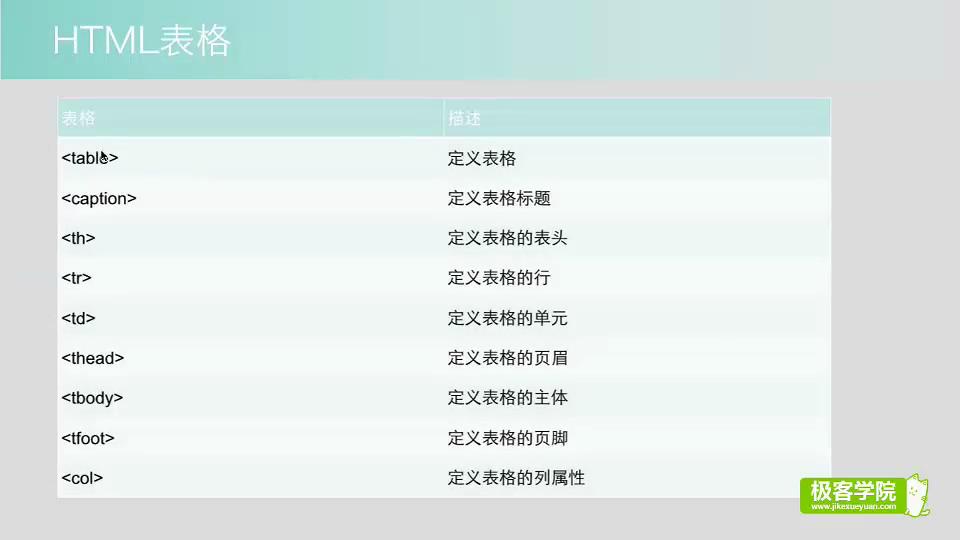 HTML表格
表格 描述
<table> 定义表格
<caption> 定义表格标题
<th> 定义表格的表头
<tr> 定义表格的行
<td> 定义表格的单元
<thead> 定义表格的页眉
<tbody> 定义表格的主体
<tfoot> 定义表格的页脚
<col> 定义表格的列属性
极客学院
www.jikexueyuan.com